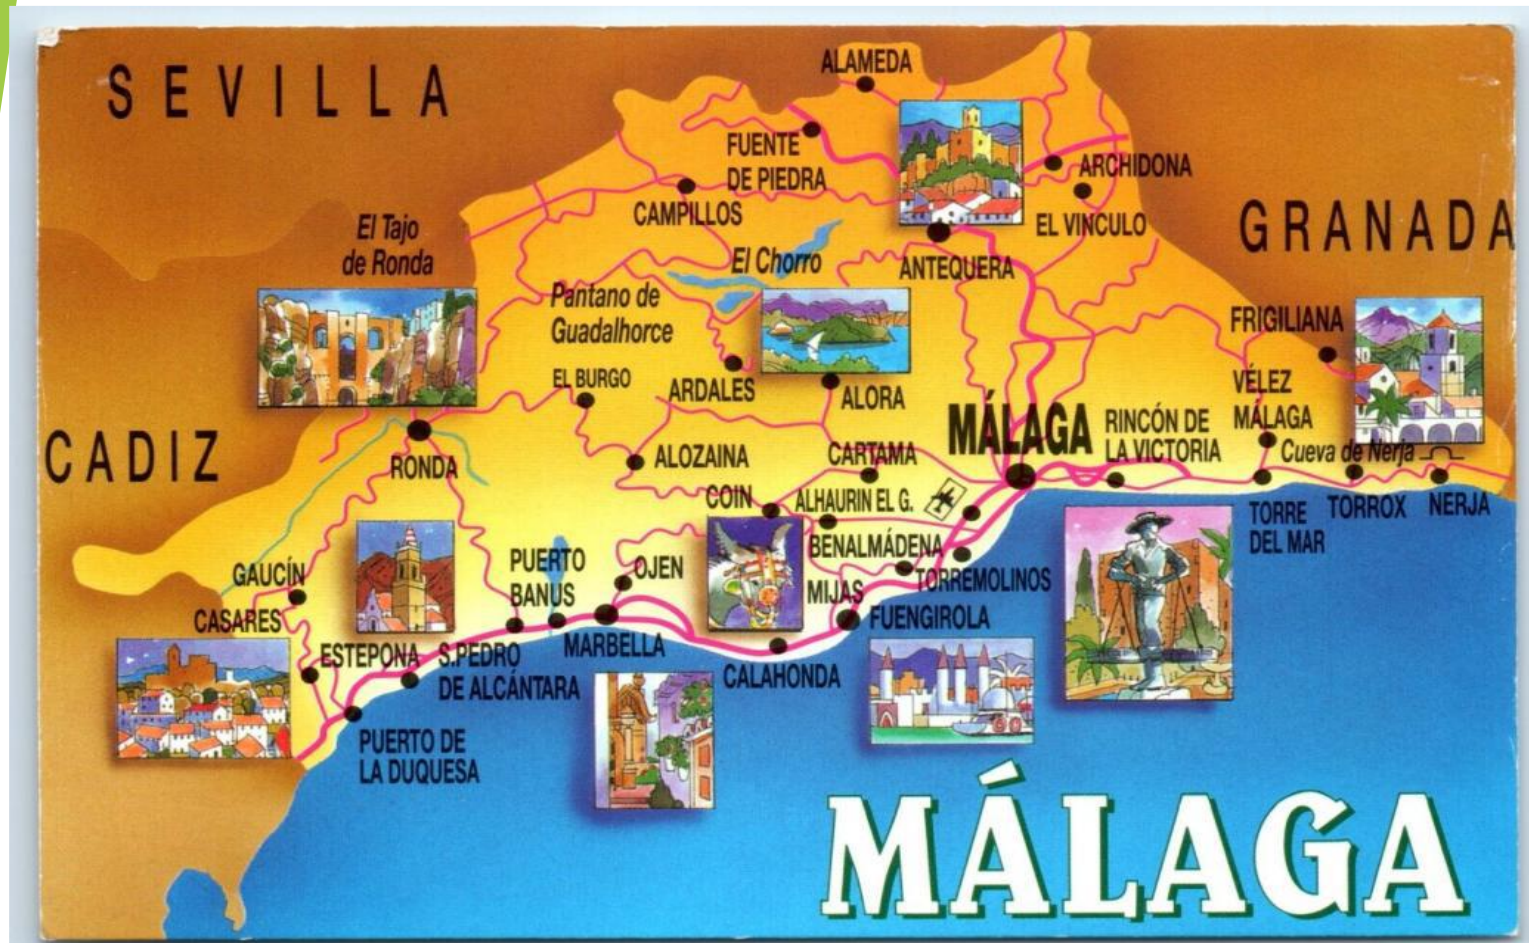 SEVILLA
ALAMEDA
FUENTE
DE PIEDRA
ARCHIDONA
CAMPILLOS
EL VINCULO
GRANADA
El Tajo
de Ronda
El Chorro
ANTEQUERA
Pantano de
Guadalhorce
FRIGILIANA
EL BURGO
ARDALES
ALORA
VÉLEZ
MÁLAGA
MÁLAGA
RINCÓN DE
LA VICTORIA
CADIZ
RONDA
ALOZAINA
CARTAMA
Cueva de Nerja
COIN
ALHAURIN EL G.
TORRE
DEL MAR
TORROX
NERJA
BENALMÁDENA
GAUCÍN
PUERTO
BANUS
OJEN
MIJAS
TORREMOLINOS
CASARES
FUENGIROLA
ESTEPONA
S.PEDRO
DE ALCÁNTARA
MARBELLA
CALAHONDA
PUERTO DE
LA DUQUESA
MÁLAGA